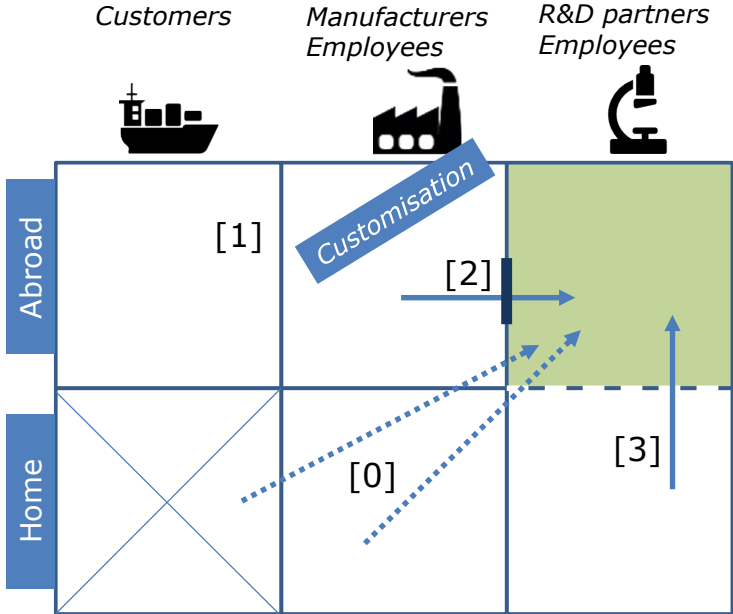 Customers
Manufacturers
Employees
R&D partners
Employees
Abroad
Customisation
[1]
[2]
Home
[0]
[3]